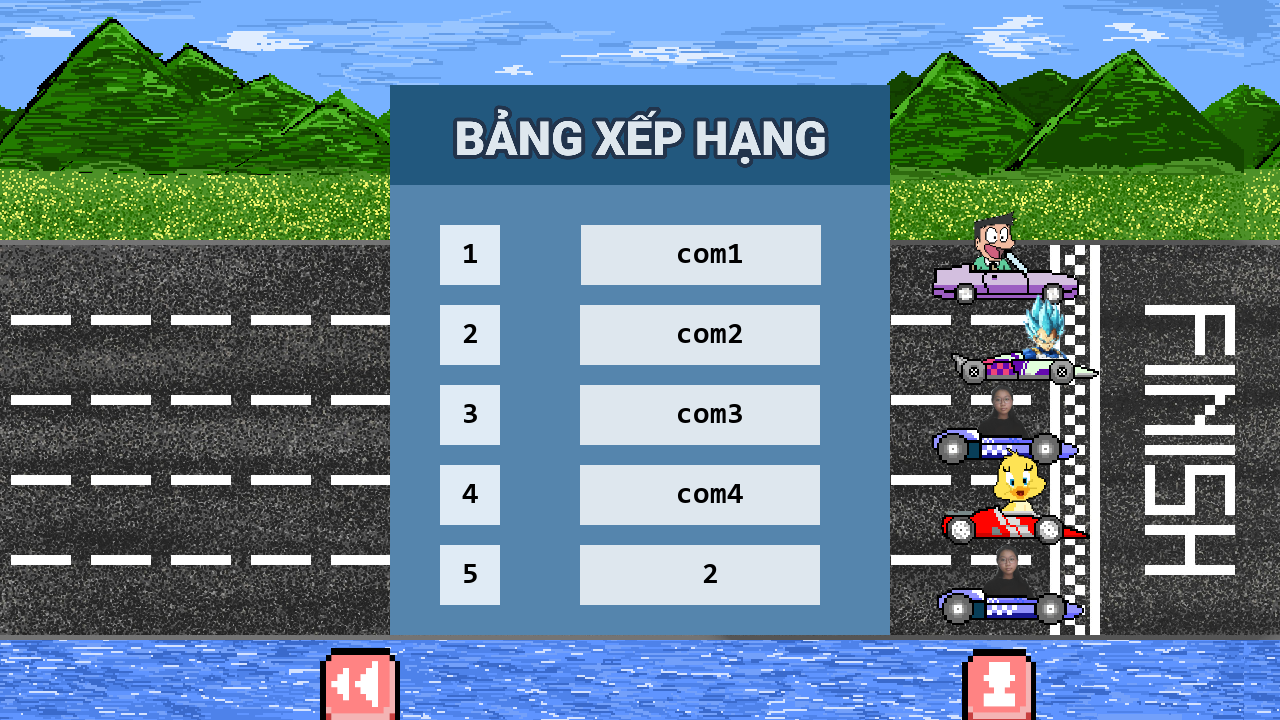 BẢNG XẾP HẠNG
1 com1
2 com2
3 com3
4 com4
5 2
FINISH